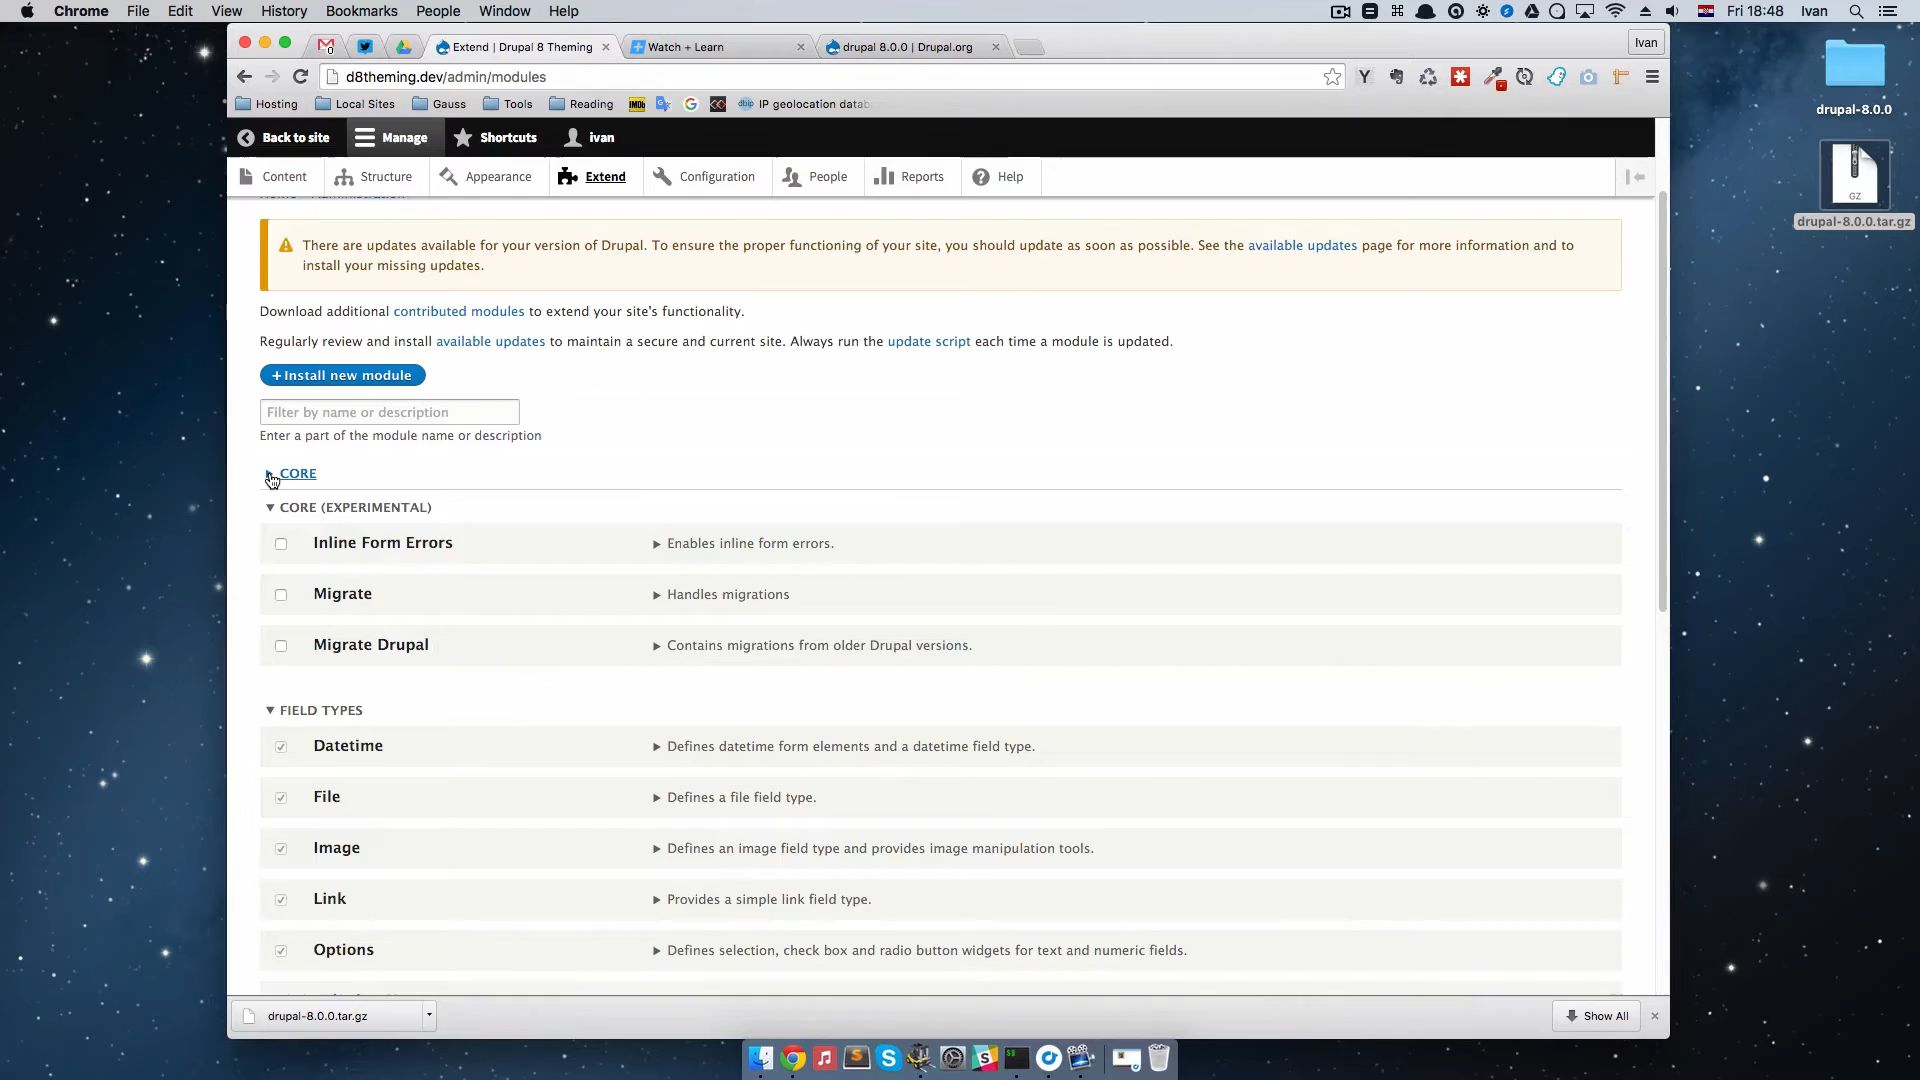 Chrome File Edit View History Bookmarks People Window Help Fri 18:48 Ivan
Extend | Drupal 8 Theming Watch + Learn drupal 8.0.0 | Drupal.org Ivan
d8theming.dev/admin/modules
Hosting Local Sites Gauss Tools Reading IMDb dbip IP geolocation datab
Back to site Manage Shortcuts ivan
Content Structure Appearance Extend Configuration People Reports Help
There are updates available for your version of Drupal. To ensure the proper functioning of your site, you should update as soon as possible. See the available updates page for more information and to
install your missing updates.
Download additional contributed modules to extend your site's functionality.
Regularly review and install available updates to maintain a secure and current site. Always run the update script each time a module is updated.
+ Install new module
Filter by name or description
Enter a part of the module name or description
CORE
CORE (EXPERIMENTAL)
Inline Form Errors Enables inline form errors.
Migrate Handles migrations
Migrate Drupal Contains migrations from older Drupal versions.
FIELD TYPES
Datetime Defines datetime form elements and a datetime field type.
File Defines a file field type.
Image Defines an image field type and provides image manipulation tools.
Link Provides a simple link field type.
Options Defines selection, check box and radio button widgets for text and numeric fields.
drupal-8.0.0.tar.gz Show All
drupal-8.0.0
GZ
drupal-8.0.0.tar.gz